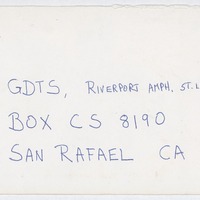 GDTS, RIVERPORT AMPH. ST. L
BOX CS 8190
SAN RAFAEL CA